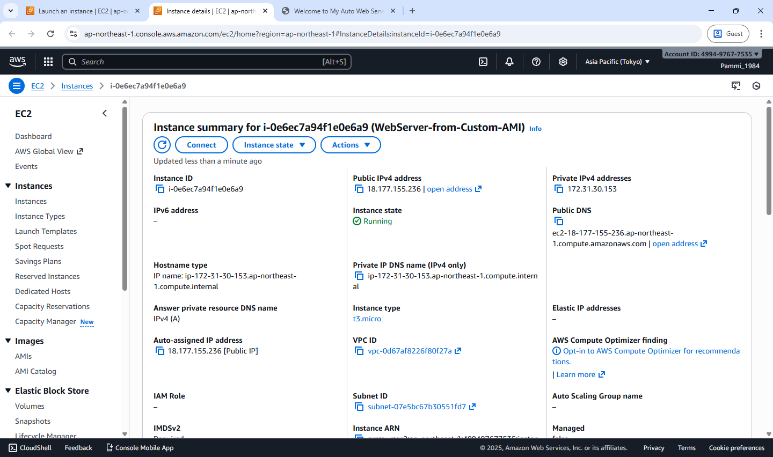 Launch an instance | EC2 | ap-no
Instance details | EC2 | ap-north
Welcome to My Auto Web Serv
ap-northeast-1.console.aws.amazon.com/ec2/home?region=ap-northeast-1#InstanceDetails:instanceId=i-0e6ec7a94f1e0e6a9
Guest
aws
Search
[Alt+S]
Asia Pacific (Tokyo)
Account ID: 4994-9767-7535
Pammi_1984
EC2
Instances
i-0e6ec7a94f1e0e6a9
EC2
Dashboard
AWS Global View
Events
Instances
Instances
Instance Types
Launch Templates
Spot Requests
Savings Plans
Reserved Instances
Dedicated Hosts
Capacity Reservations
Capacity Manager New
Images
AMIs
AMI Catalog
Elastic Block Store
Volumes
Snapshots
Lifecycle Manager
Instance summary for i-0e6ec7a94f1e0e6a9 (WebServer-from-Custom-AMI) Info
Connect
Instance state
Actions
Updated less than a minute ago
Instance ID
i-0e6ec7a94f1e0e6a9
Public IPv4 address
18.177.155.236 | open address
Private IPv4 addresses
172.31.30.153
IPv6 address
–
Instance state
Running
Public DNS
ec2-18-177-155-236.ap-northeast-
1.compute.amazonaws.com | open address
Hostname type
IP name: ip-172-31-30-153.ap-northeast-
1.compute.internal
Private IP DNS name (IPv4 only)
ip-172-31-30-153.ap-northeast-1.compute.intern
al
Answer private resource DNS name
IPv4 (A)
Instance type
t3.micro
Elastic IP addresses
–
Auto-assigned IP address
18.177.155.236 [Public IP]
VPC ID
vpc-0d67af8226f80f27a
AWS Compute Optimizer finding
Opt-in to AWS Compute Optimizer for recommenda
tions.
| Learn more
IAM Role
–
Subnet ID
subnet-07e5bc67b30551fd7
Auto Scaling Group name
–
IMDSv2
Required
Instance ARN
Managed
false
CloudShell
Feedback
Console Mobile App
© 2025, Amazon Web Services, Inc. or its affiliates.
Privacy
Terms
Cookie preferences